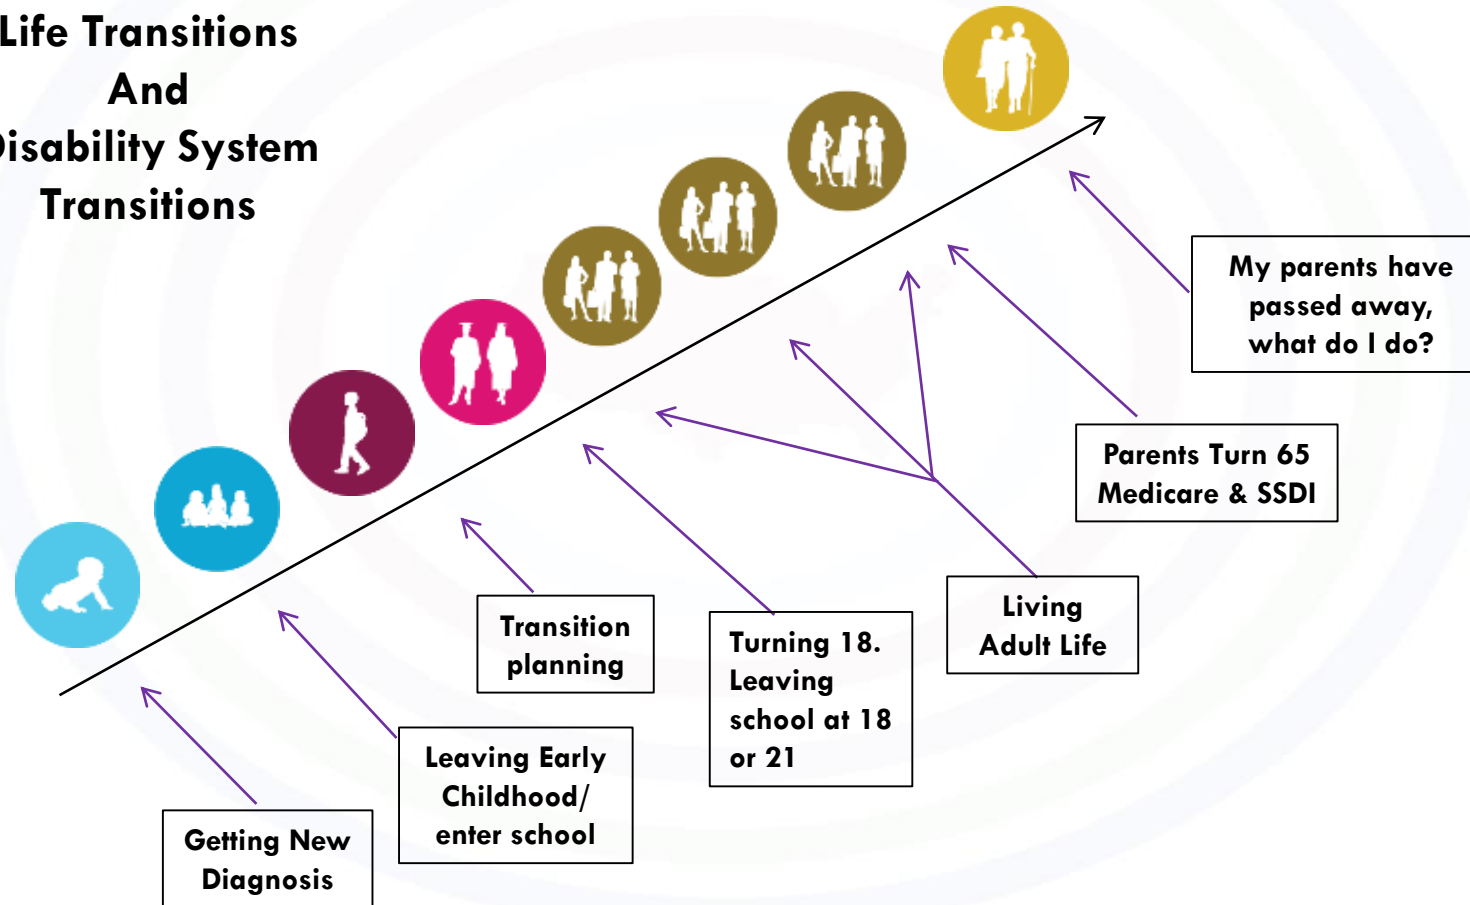 Life Transitions
And
Disability System
Transitions
My parents have
passed away,
what do I do?
Parents Turn 65
Medicare & SSDI
Living
Adult Life
Turning 18.
Leaving
school at 18
or 21
Transition
planning
Leaving Early
Childhood/
enter school
Getting New
Diagnosis